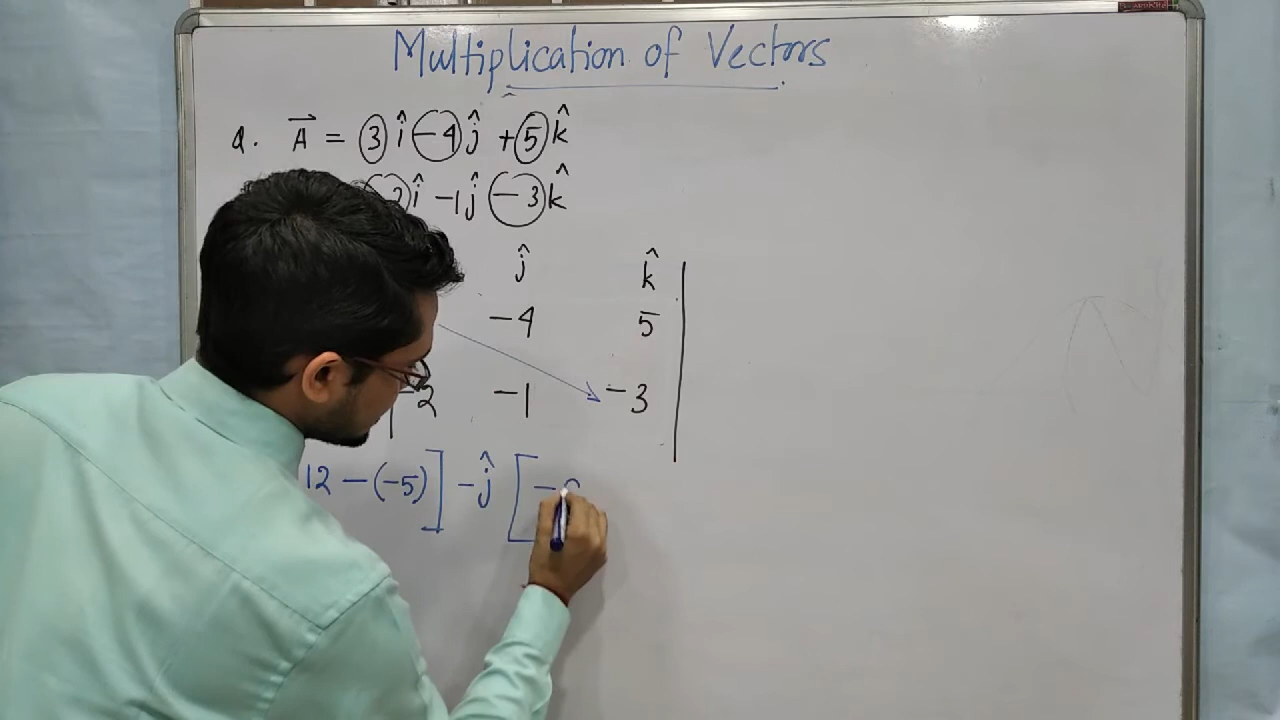 Multiplication of Vectors
Q. A⃗ = 3î −4ĵ +5k̂
−2î −1ĵ −3k̂
ĵ k̂
−4 5
−2 −1 −3
12 −(−5)] −ĵ [−